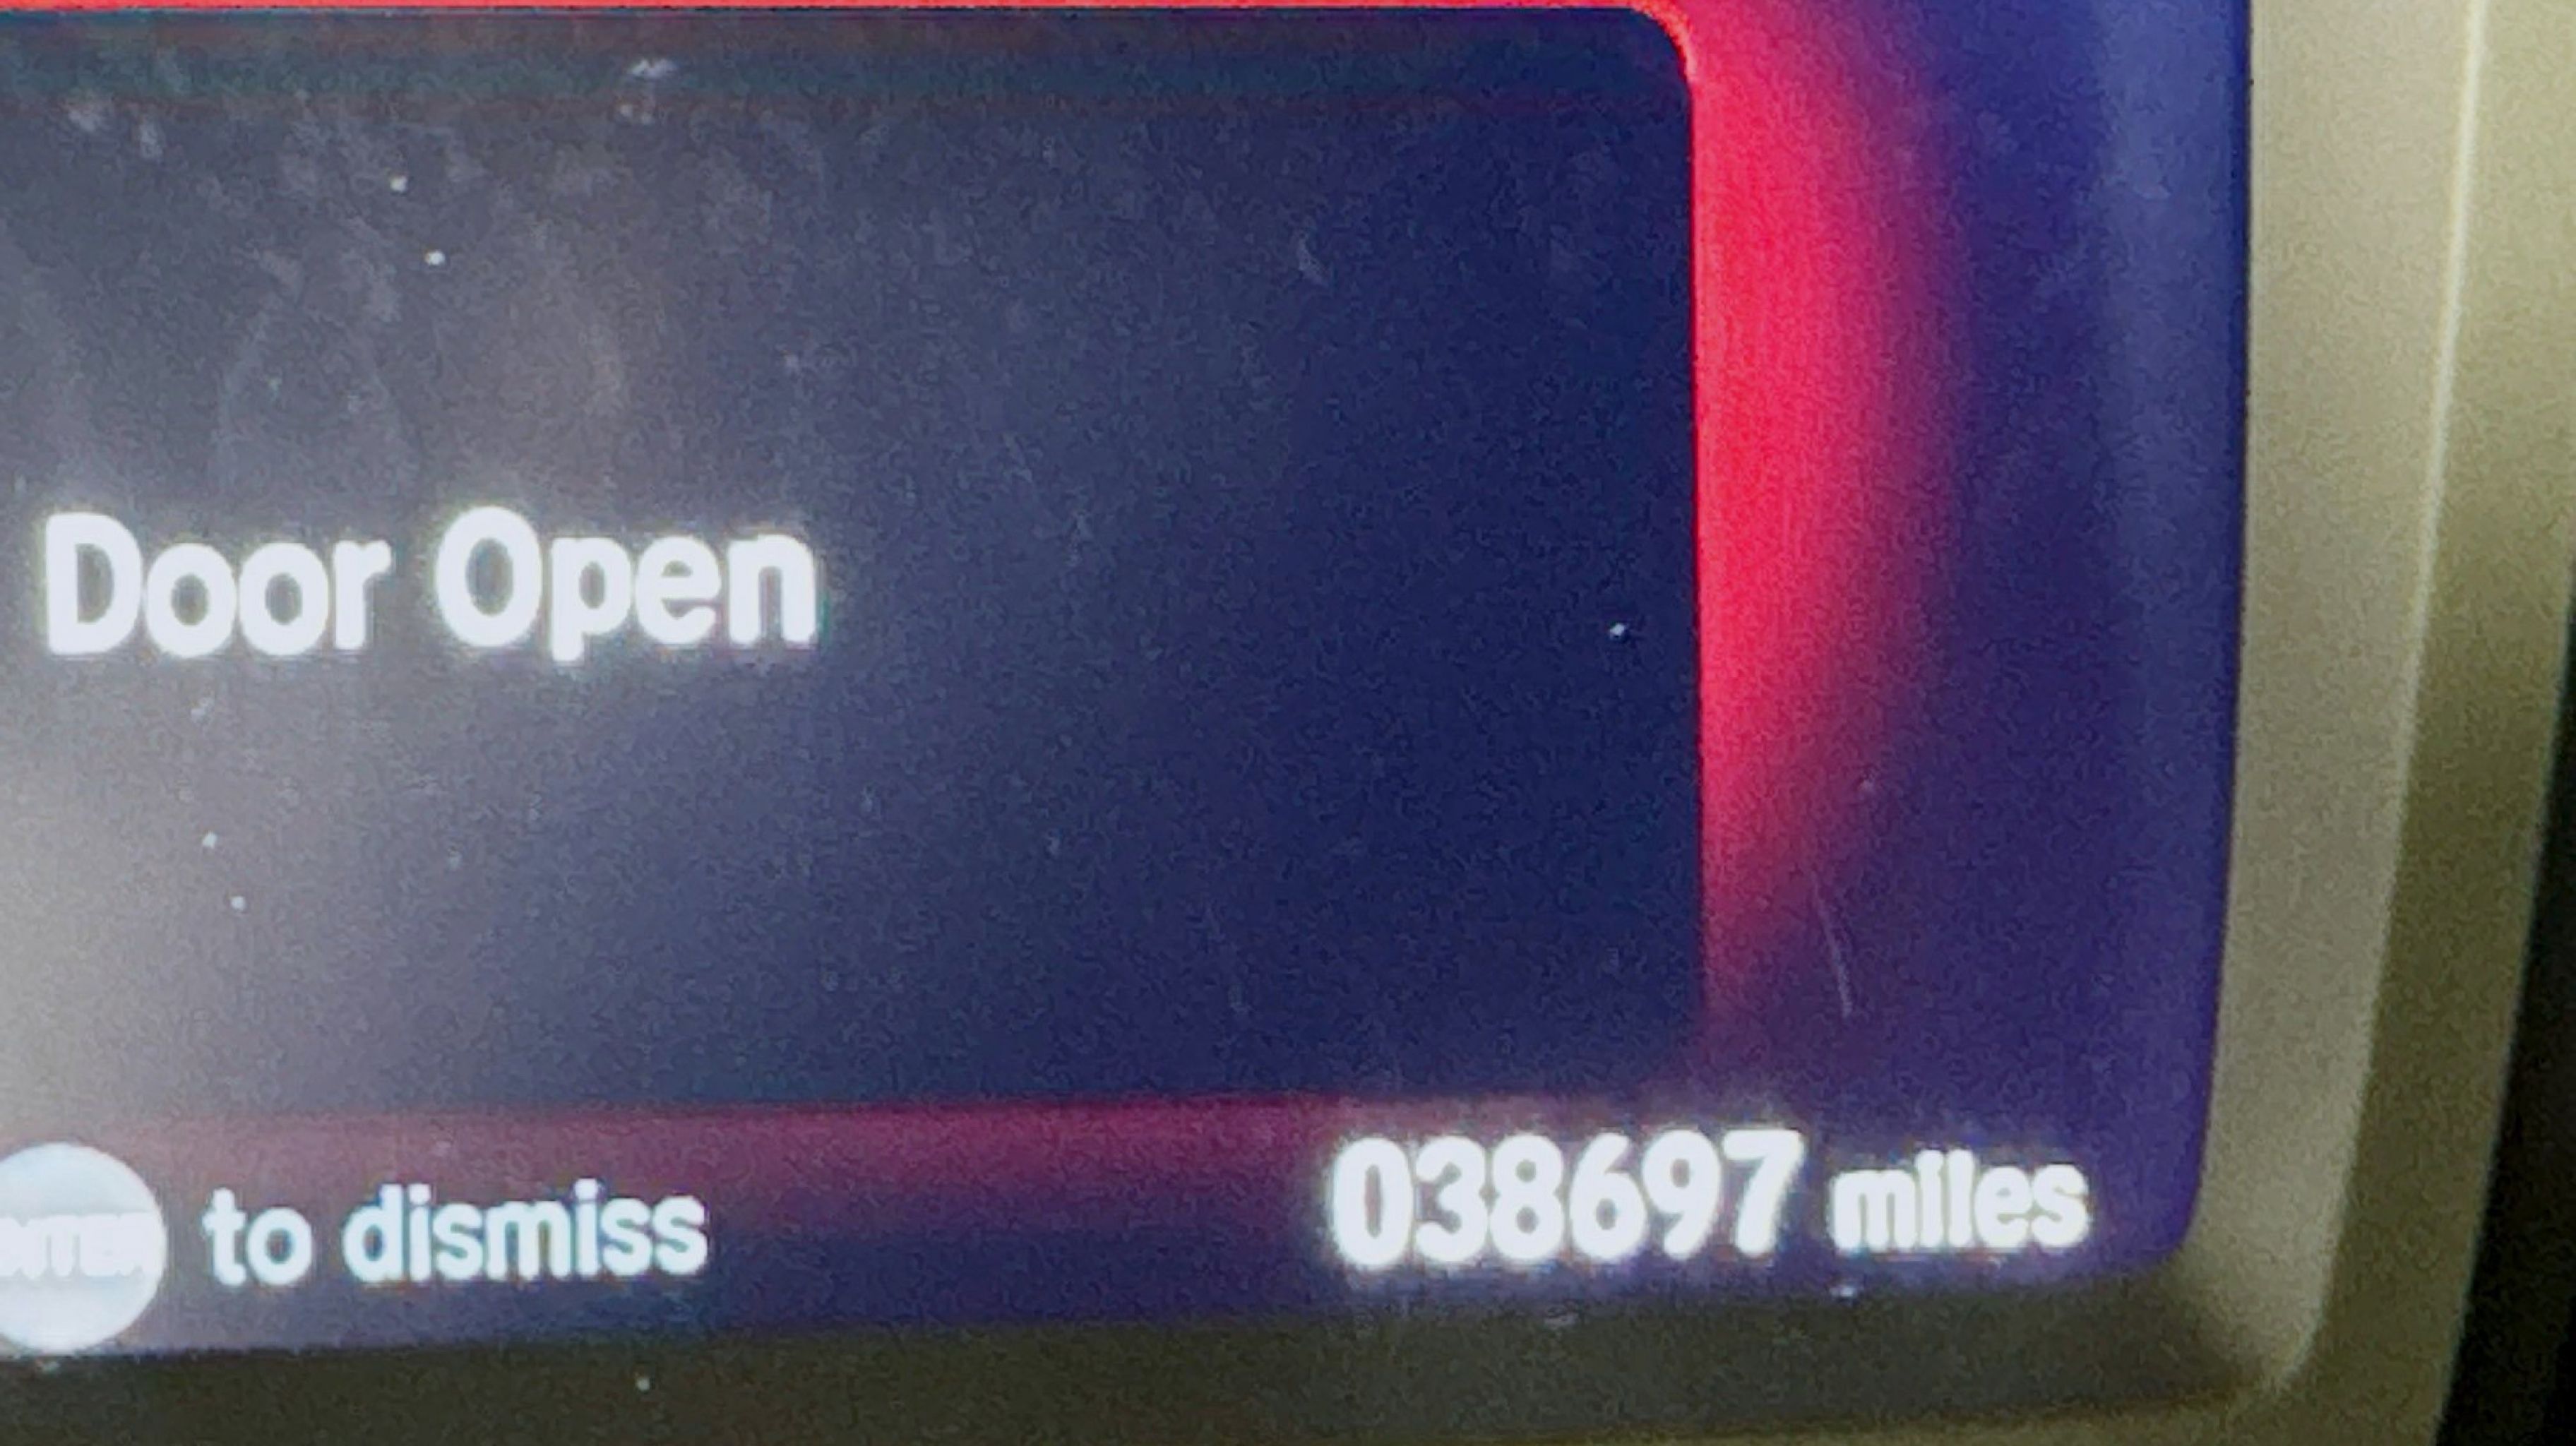 Door Open
to dismiss
038697 miles